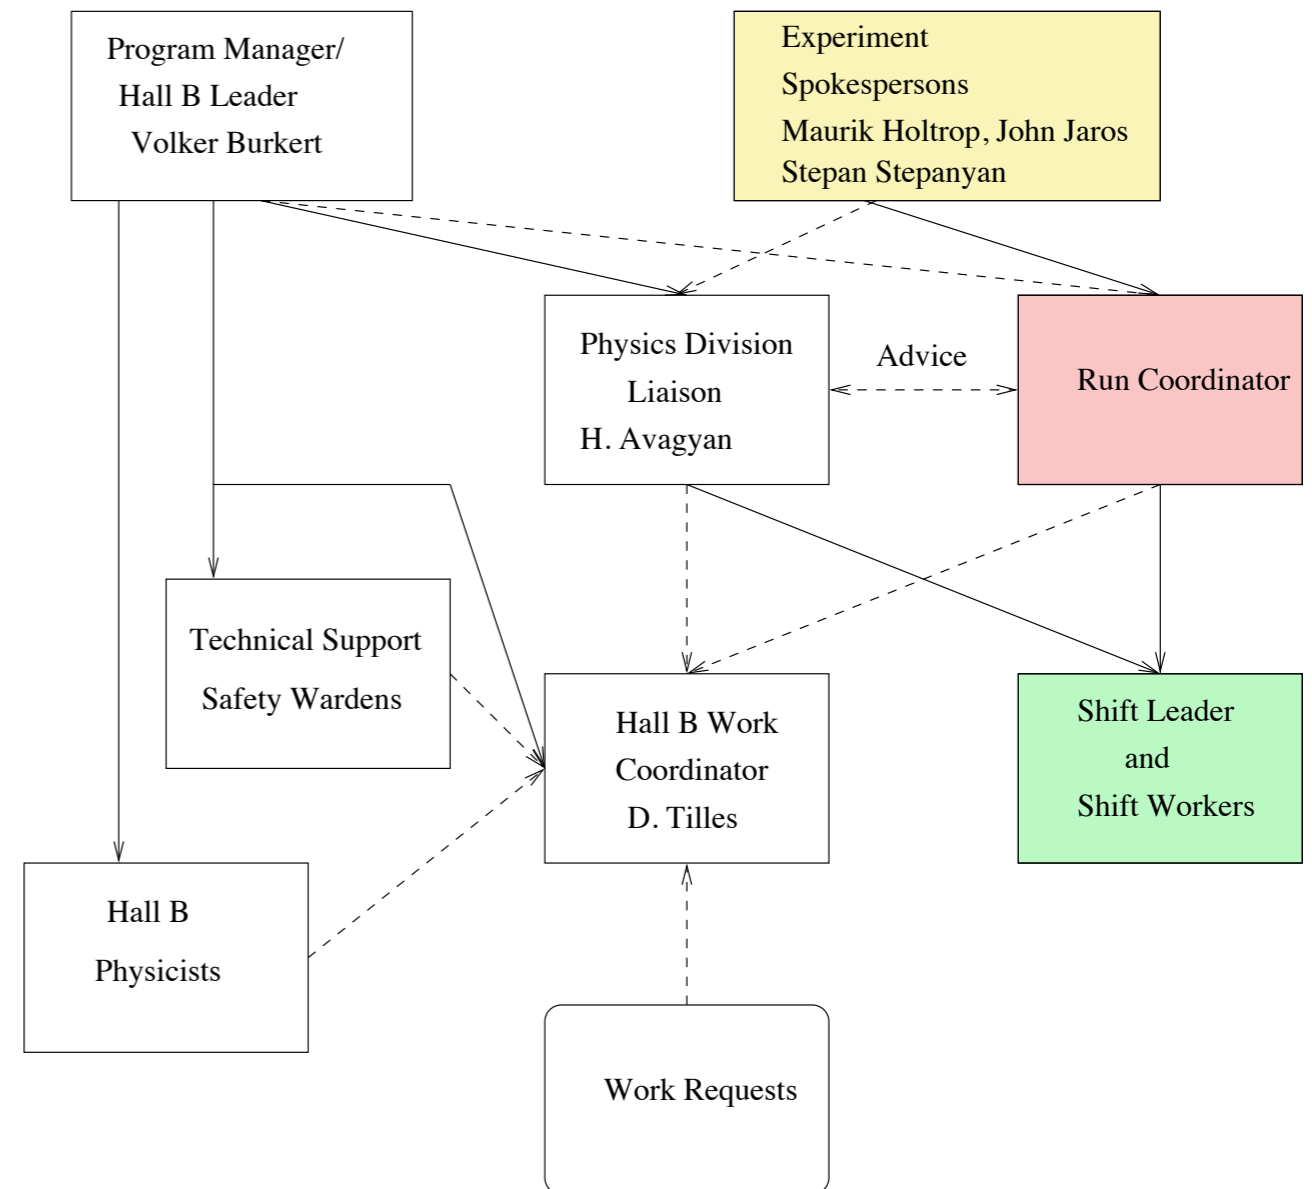 Program Manager/
Hall B Leader
Volker Burkert
Experiment
Spokespersons
Maurik Holtrop, John Jaros
Stepan Stepanyan
Physics Division
Liaison
H. Avagyan
Advice
Run Coordinator
Technical Support
Safety Wardens
Hall B Work
Coordinator
D. Tilles
Shift Leader
and
Shift Workers
Hall B
Physicists
Work Requests